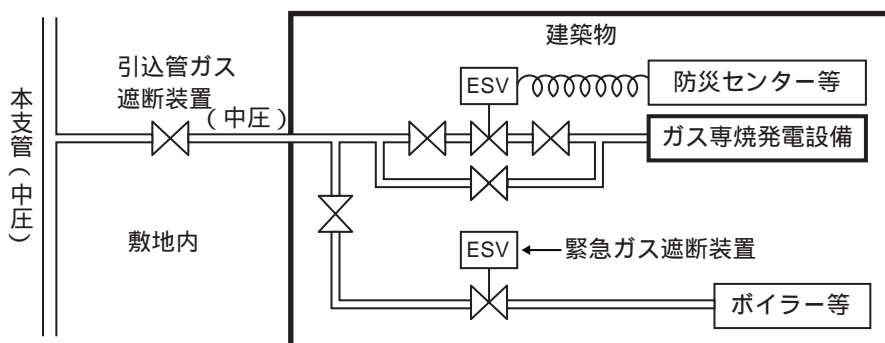 建築物
引込管ガス
遮断装置
(中圧)
ESV
防災センター等
ガス専焼発電設備
本支管(中圧)
敷地内
ESV
緊急ガス遮断装置
ボイラー等